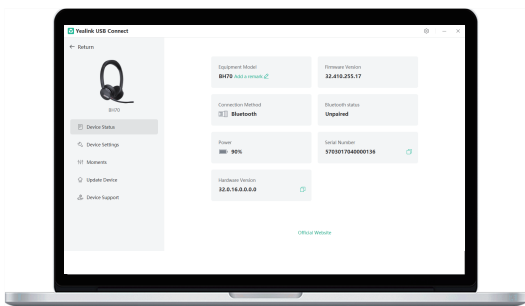 Yealink USB Connect
Return
BH70
Device Status
Device Settings
Moments
Update Device
Device Support
Equipment Model
BH70 Add a remark
Firmware Version
32.410.255.17
Connection Method
Bluetooth
Bluetooth status
Unpaired
Power
90%
Serial Number
5703017040000136
Hardware Version
32.0.16.0.0.0.0
Official Website